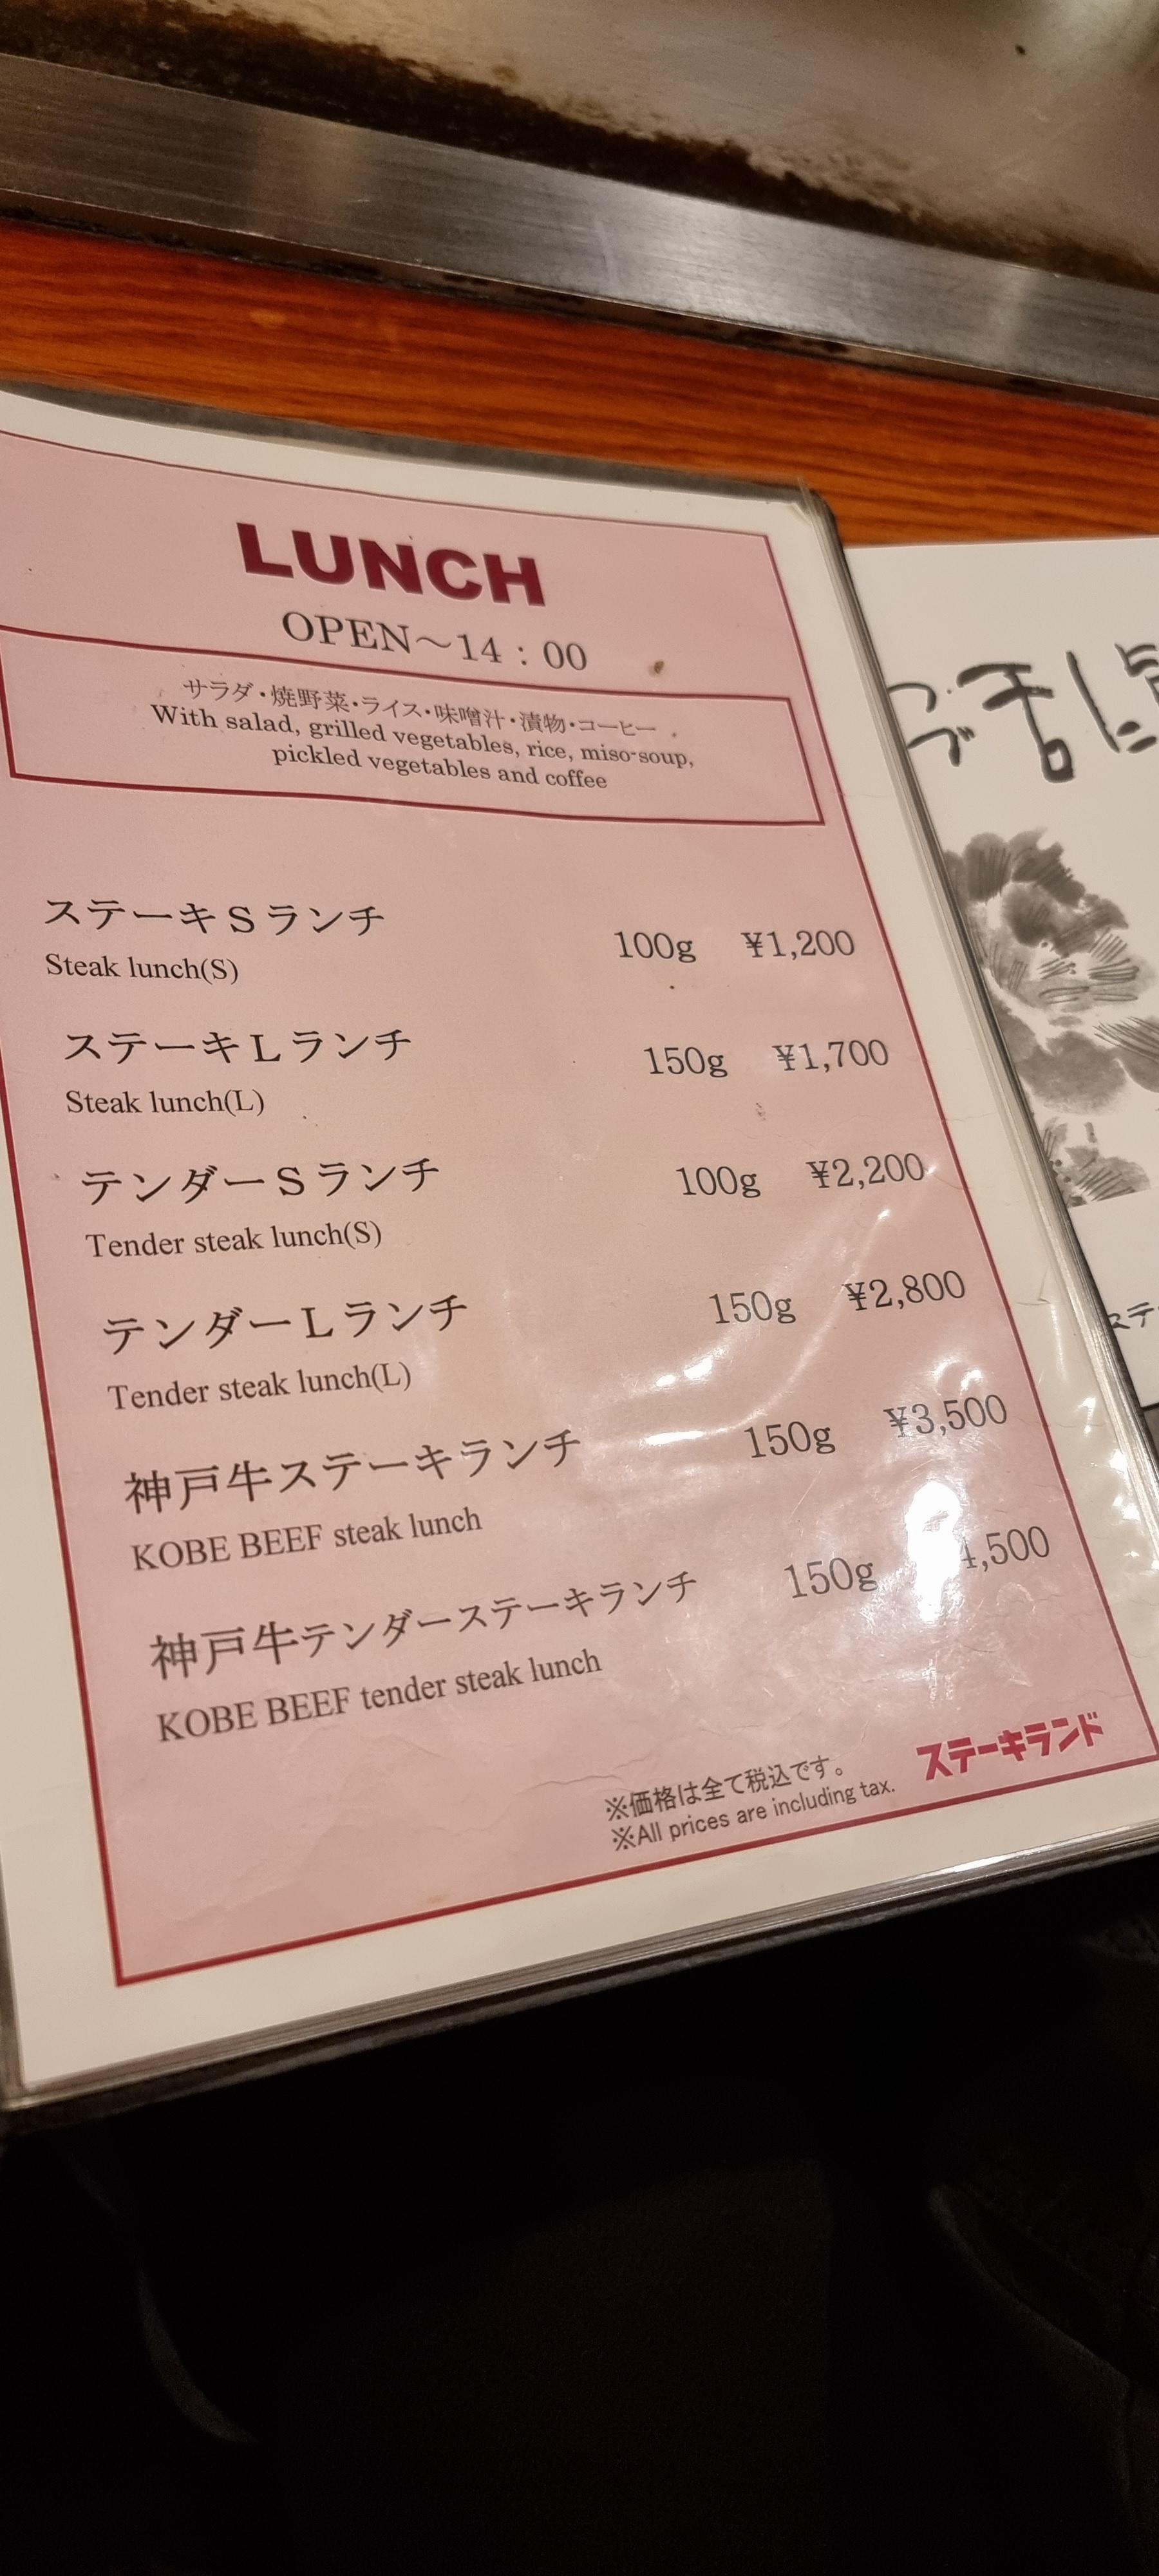 LUNCH
OPEN～14：00
サラダ・焼野菜・ライス・味噌汁・漬物・コーヒー
With salad, grilled vegetables, rice, miso-soup,
pickled vegetables and coffee
ステーキSランチ 100g ¥1,200
Steak lunch(S)
ステーキLランチ 150g ¥1,700
Steak lunch(L)
テンダーSランチ 100g ¥2,200
Tender steak lunch(S)
テンダーLランチ 150g ¥2,800
Tender steak lunch(L)
神戸牛ステーキランチ 150g ¥3,500
KOBE BEEF steak lunch
神戸牛テンダーステーキランチ 150g 4,500
KOBE BEEF tender steak lunch
※価格は全て税込です。
※All prices are including tax.
ステーキランド